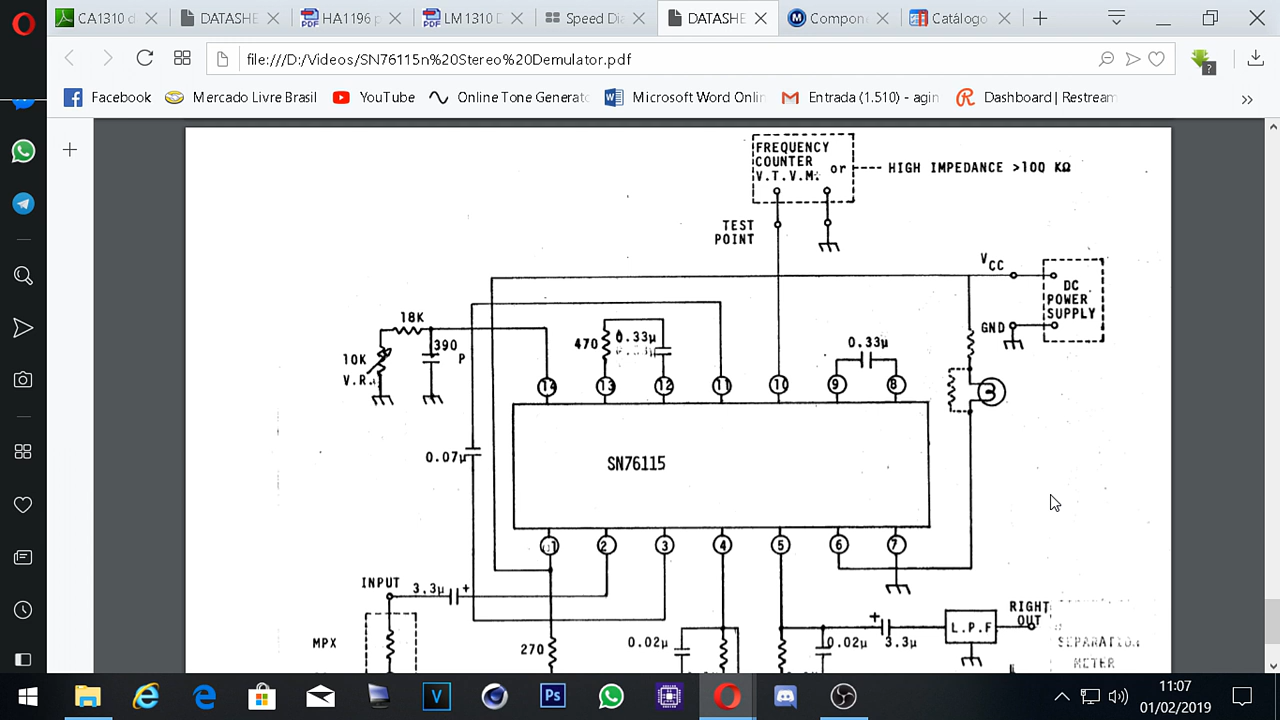 CA1310 d
DATASHE
HA1196 p
LM 1310
Speed Dia
DATASHE
Compon
Catálogo
file:///D:/Videos/SN76115n%20Stereo%20Demulator.pdf
Facebook
Mercado Livre Brasil
YouTube
Online Tone Generato
Microsoft Word Onlin
Entrada (1.510) - agin
Dashboard | Restream
FREQUENCY
COUNTER
V.T.V.M. or
HIGH IMPEDANCE >100 KΩ
TEST
POINT
VCC
DC
POWER
SUPPLY
GND
18K
10K
V.R.
390
P
470
0.33μ
0.33μ
14 13 12 11 10 9 8
0.07μ
SN76115
1 2 3 4 5 6 7
INPUT
3.3μ +
MPX
270
0.02μ
0.02μ
+
3.3μ
L.P.F
RIGHT
OUT
SEPARATION
METER
11:07
01/02/2019